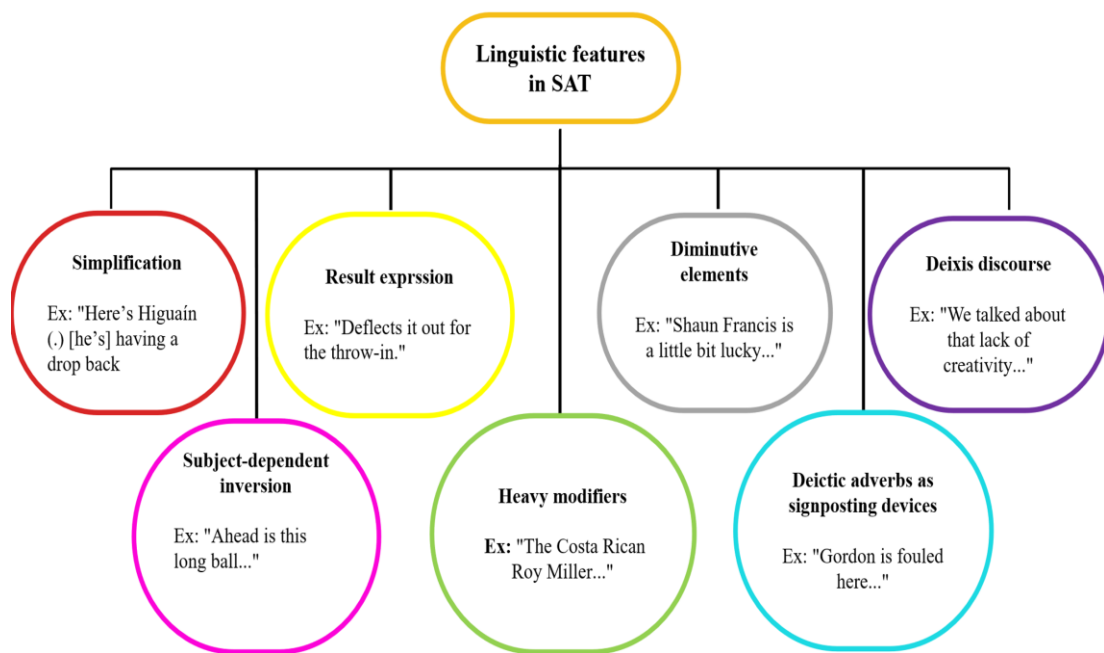 Linguistic features
in SAT
Simplification
Ex: "Here's Higuaín
(.) [he's] having a
drop back
Result exprssion
Ex: "Deflects it out for
the throw-in."
Diminutive
elements
Ex: "Shaun Francis is
a little bit lucky..."
Deixis discourse
Ex: "We talked about
that lack of
creativity..."
Subject-dependent
inversion
Ex: "Ahead is this
long ball..."
Heavy modifiers
Ex: "The Costa Rican
Roy Miller..."
Deictic adverbs as
signposting devices
Ex: "Gordon is fouled
here..."